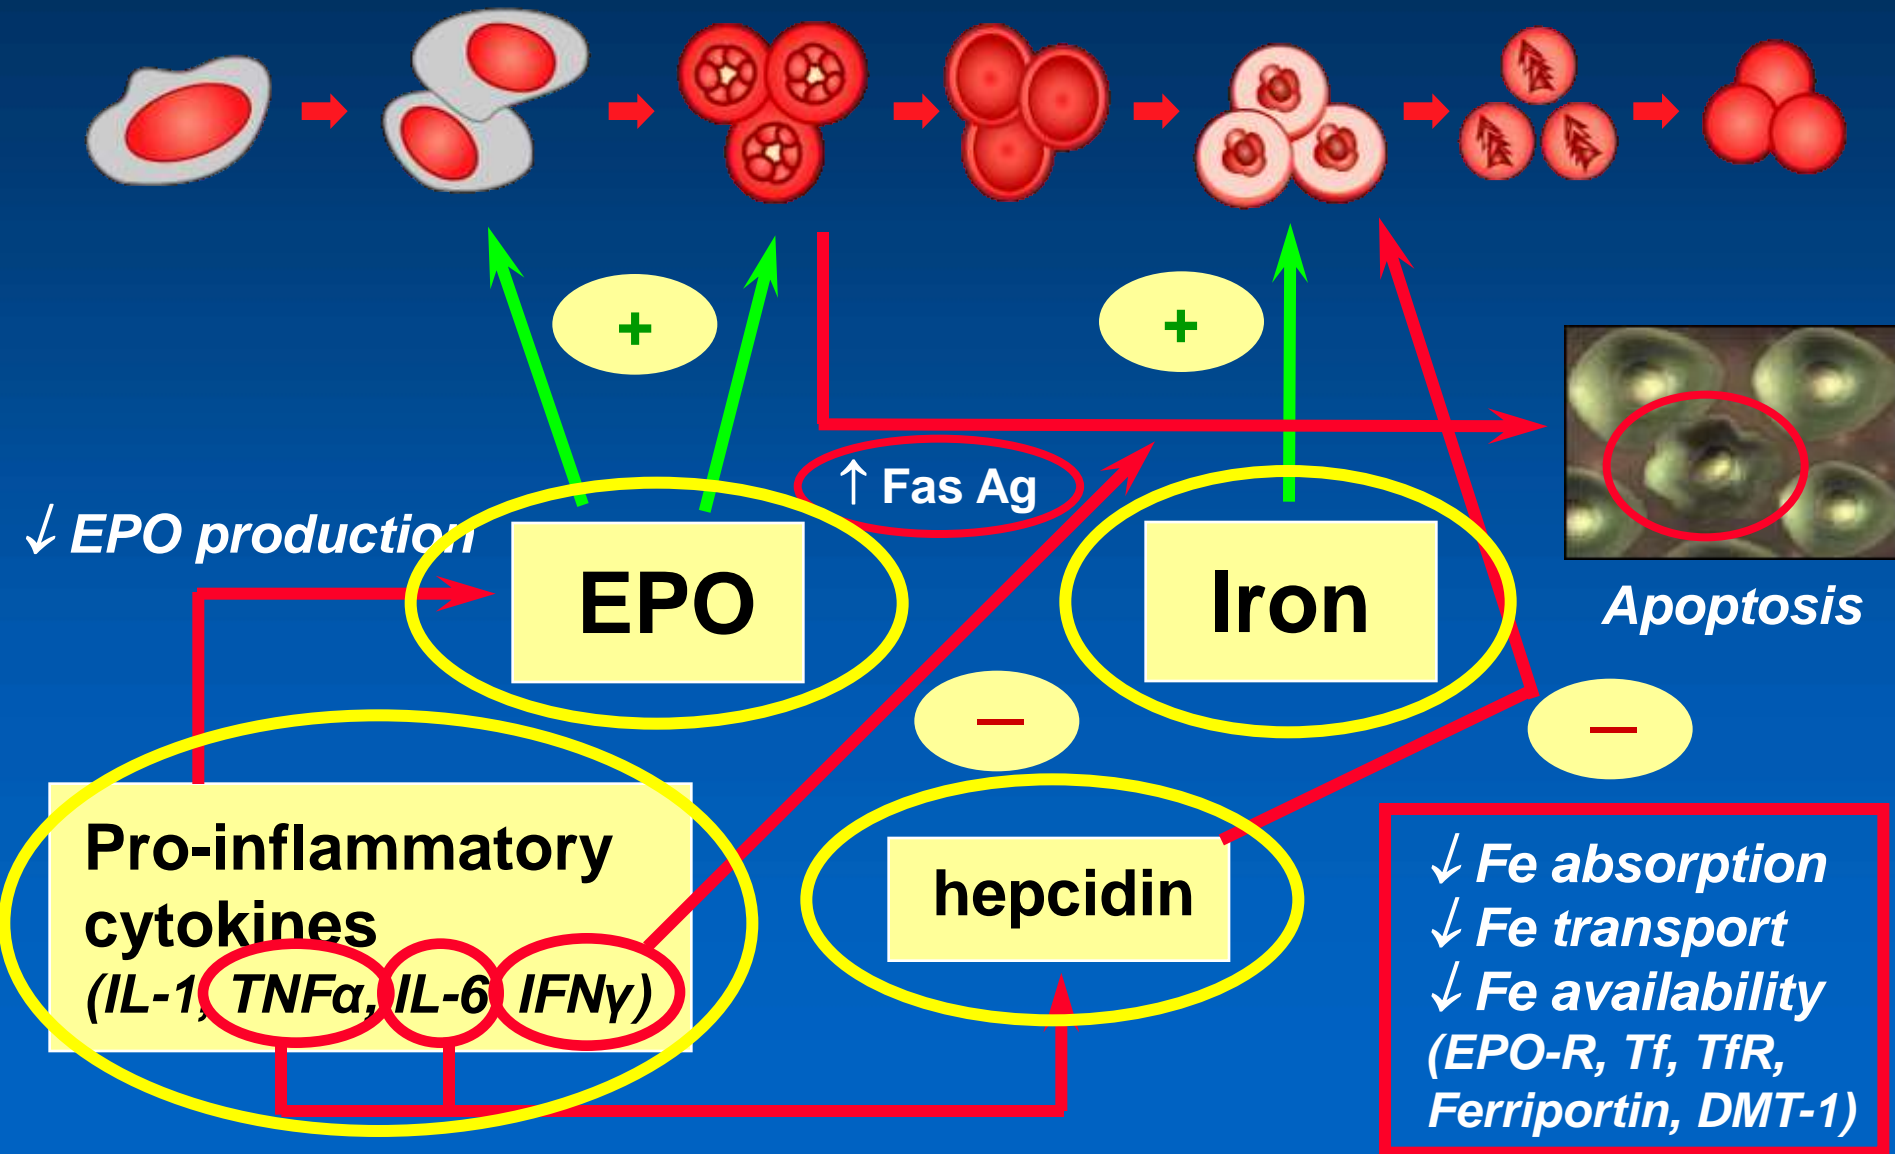 +
+
↑ Fas Ag
↓ EPO production
EPO
Iron
Apoptosis
–
–
Pro-inflammatory
cytokines
(IL-1, TNFα, IL-6 IFNγ)
hepcidin
↓ Fe absorption
↓ Fe transport
↓ Fe availability
(EPO-R, Tf, TfR,
Ferriportin, DMT-1)